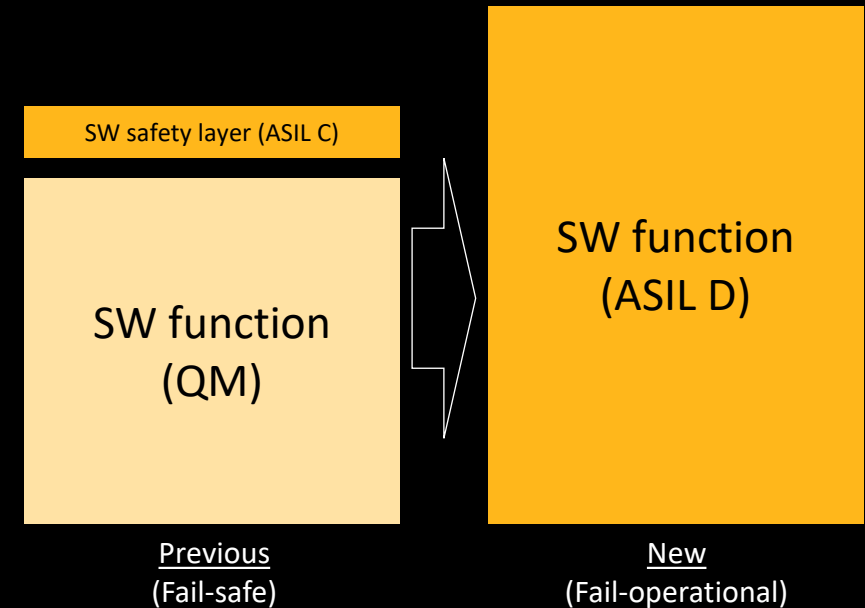 SW safety layer (ASIL C)
SW function
(QM)
Previous
(Fail-safe)
SW function
(ASIL D)
New
(Fail-operational)